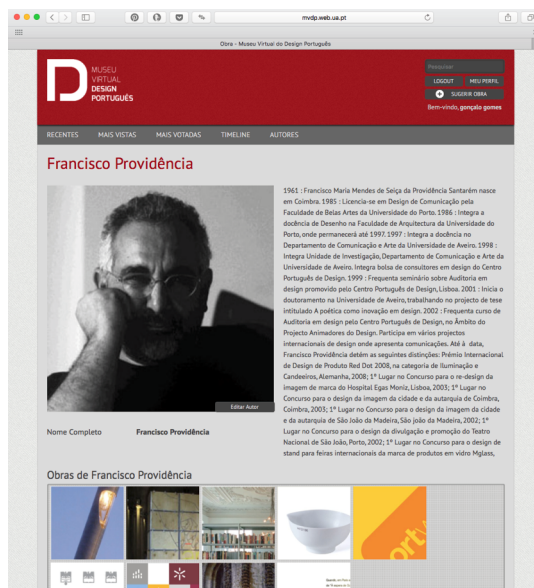 mvdp.web.ua.pt
Obra - Museu Virtual do Design Português
MUSEU
VIRTUAL
DESIGN
PORTUGUÊS
Pesquisar
LOGOUT MEU PERFIL
SUGERIR OBRA
Bem-vindo, gonçalo gomes
RECENTES MAIS VISTAS MAIS VOTADAS TIMELINE AUTORES
Francisco Providência
1961 : Francisco Maria Mendes de Seiça da Providência Santarém nasce
em Coimbra. 1985 : Licencia-se em Design de Comunicação pela
Faculdade de Belas Artes da Universidade do Porto. 1986 : Integra a
docência de Desenho na Faculdade de Arquitectura da Universidade do
Porto, onde permanecerá até 1997. 1997 : Integra a docência no
Departamento de Comunicação e Arte da Universidade de Aveiro. 1998 :
Integra Unidade de Investigação, Departamento de Comunicação e Arte da
Universidade de Aveiro. Integra bolsa de consultores em design do Centro
Português de Design. 1999 : Frequenta seminário sobre Auditoria em
design promovido pelo Centro Português de Design, Lisboa. 2001 : Inicia o
doutoramento na Universidade de Aveiro, trabalhando no projecto de tese
intitulado A poética como inovação em design. 2002 : Frequenta curso de
Auditoria em design pelo Centro Português de Design, no Âmbito do
Projecto Animadores do Design. Participa em vários projectos
internacionais de design onde apresenta comunicações. Até à data,
Francisco Providência detém as seguintes distinções: Prémio Internacional
de Design de Produto Red Dot 2008, na categoria de Iluminação e
Candeeiros, Alemanha, 2008; 1º Lugar no Concurso para o re-design da
imagem de marca do Hospital Egas Moniz, Lisboa, 2003; 1º Lugar no
Concurso para o design da imagem da cidade e da autarquia de Coimbra,
Coimbra, 2003; 1º Lugar no Concurso para o design da imagem da cidade
e da autarquia de São João da Madeira, São joão da Madeira, 2002; 1º
Lugar no Concurso para o design da divulgação e promoção do Teatro
Nacional de São João, Porto, 2002; 1º Lugar no Concurso para o design de
stand para feiras internacionais da marca de produtos em vidro Mglass,
Editar Autor
Nome Completo Francisco Providência
Obras de Francisco Providência